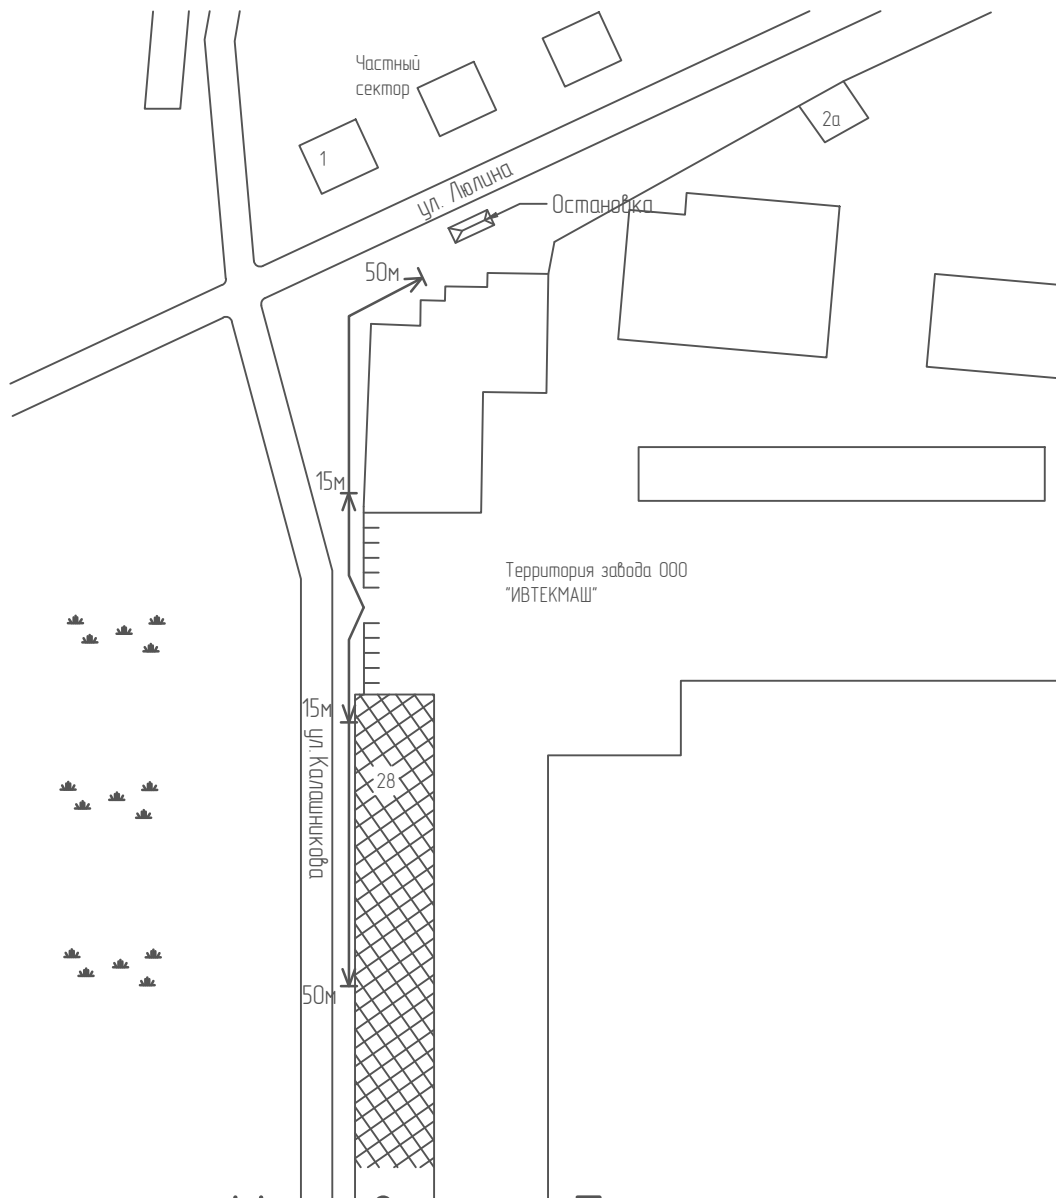 Частный
сектор
2а
1
ул. Люлина
Остановка
50м
15м
Территория завода ООО
"ИВТЕКМАШ"
15м
ул. Калашникова
28
50м